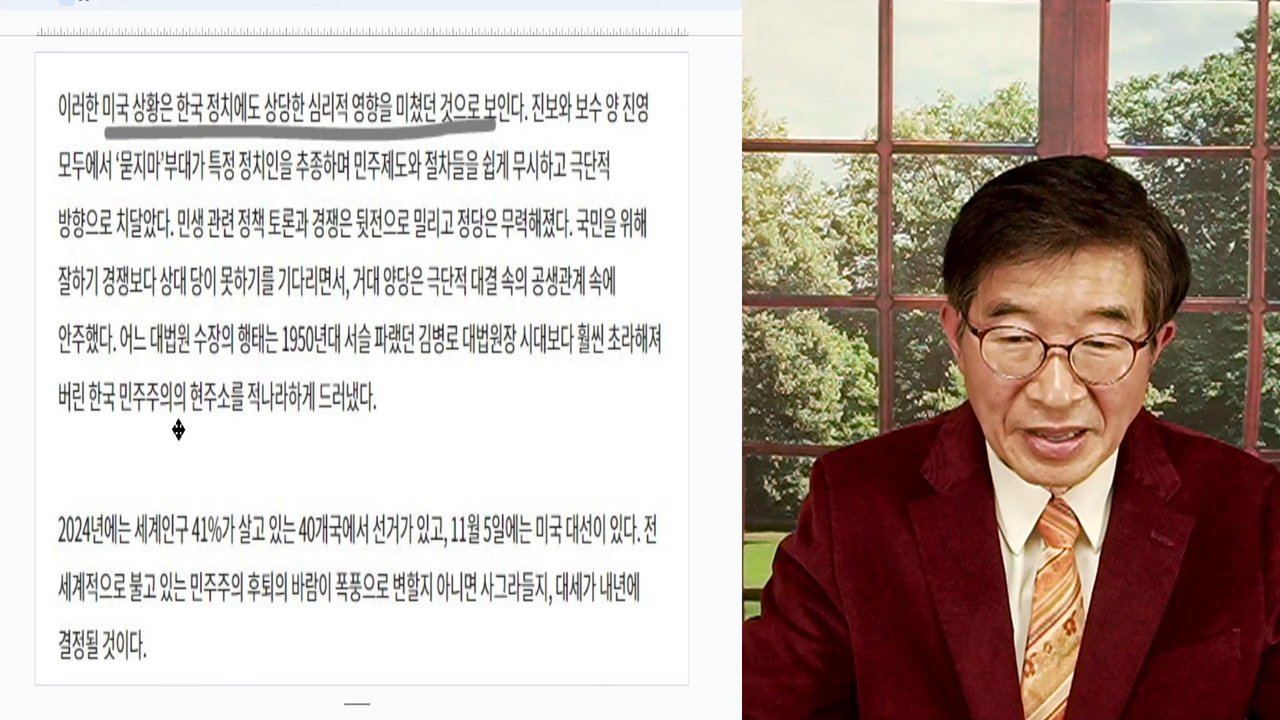 이러한 미국 상황은 한국 정치에도 상당한 심리적 영향을 미쳤던 것으로 보인다. 진보와 보수 양 진영
모두에서 ‘묻지마’부대가 특정 정치인을 추종하며 민주제도와 절차들을 쉽게 무시하고 극단적
방향으로 치달았다. 민생 관련 정책 토론과 경쟁은 뒷전으로 밀리고 정당은 무력해졌다. 국민을 위해
잘하기 경쟁보다 상대 당이 못하기를 기다리면서, 거대 양당은 극단적 대결 속의 공생관계 속에
안주했다. 어느 대법원 수장의 행태는 1950년대 서슬 파랬던 김병로 대법원장 시대보다 훨씬 초라해져
버린 한국 민주주의의 현주소를 적나라하게 드러냈다.
2024년에는 세계인구 41%가 살고 있는 40개국에서 선거가 있고, 11월 5일에는 미국 대선이 있다. 전
세계적으로 불고 있는 민주주의 후퇴의 바람이 폭풍으로 변할지 아니면 사그라들지, 대세가 내년에
결정될 것이다.